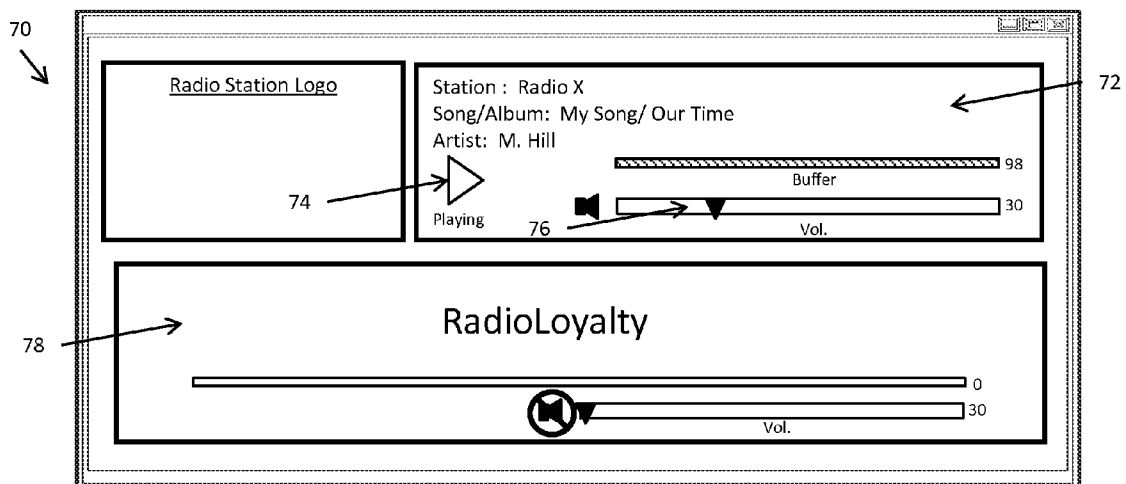 70
Radio Station Logo
Station : Radio X
Song/Album: My Song/ Our Time
Artist: M. Hill
72
98
Buffer
74
Playing
76
30
Vol.
78
RadioLoyalty
0
30
Vol.